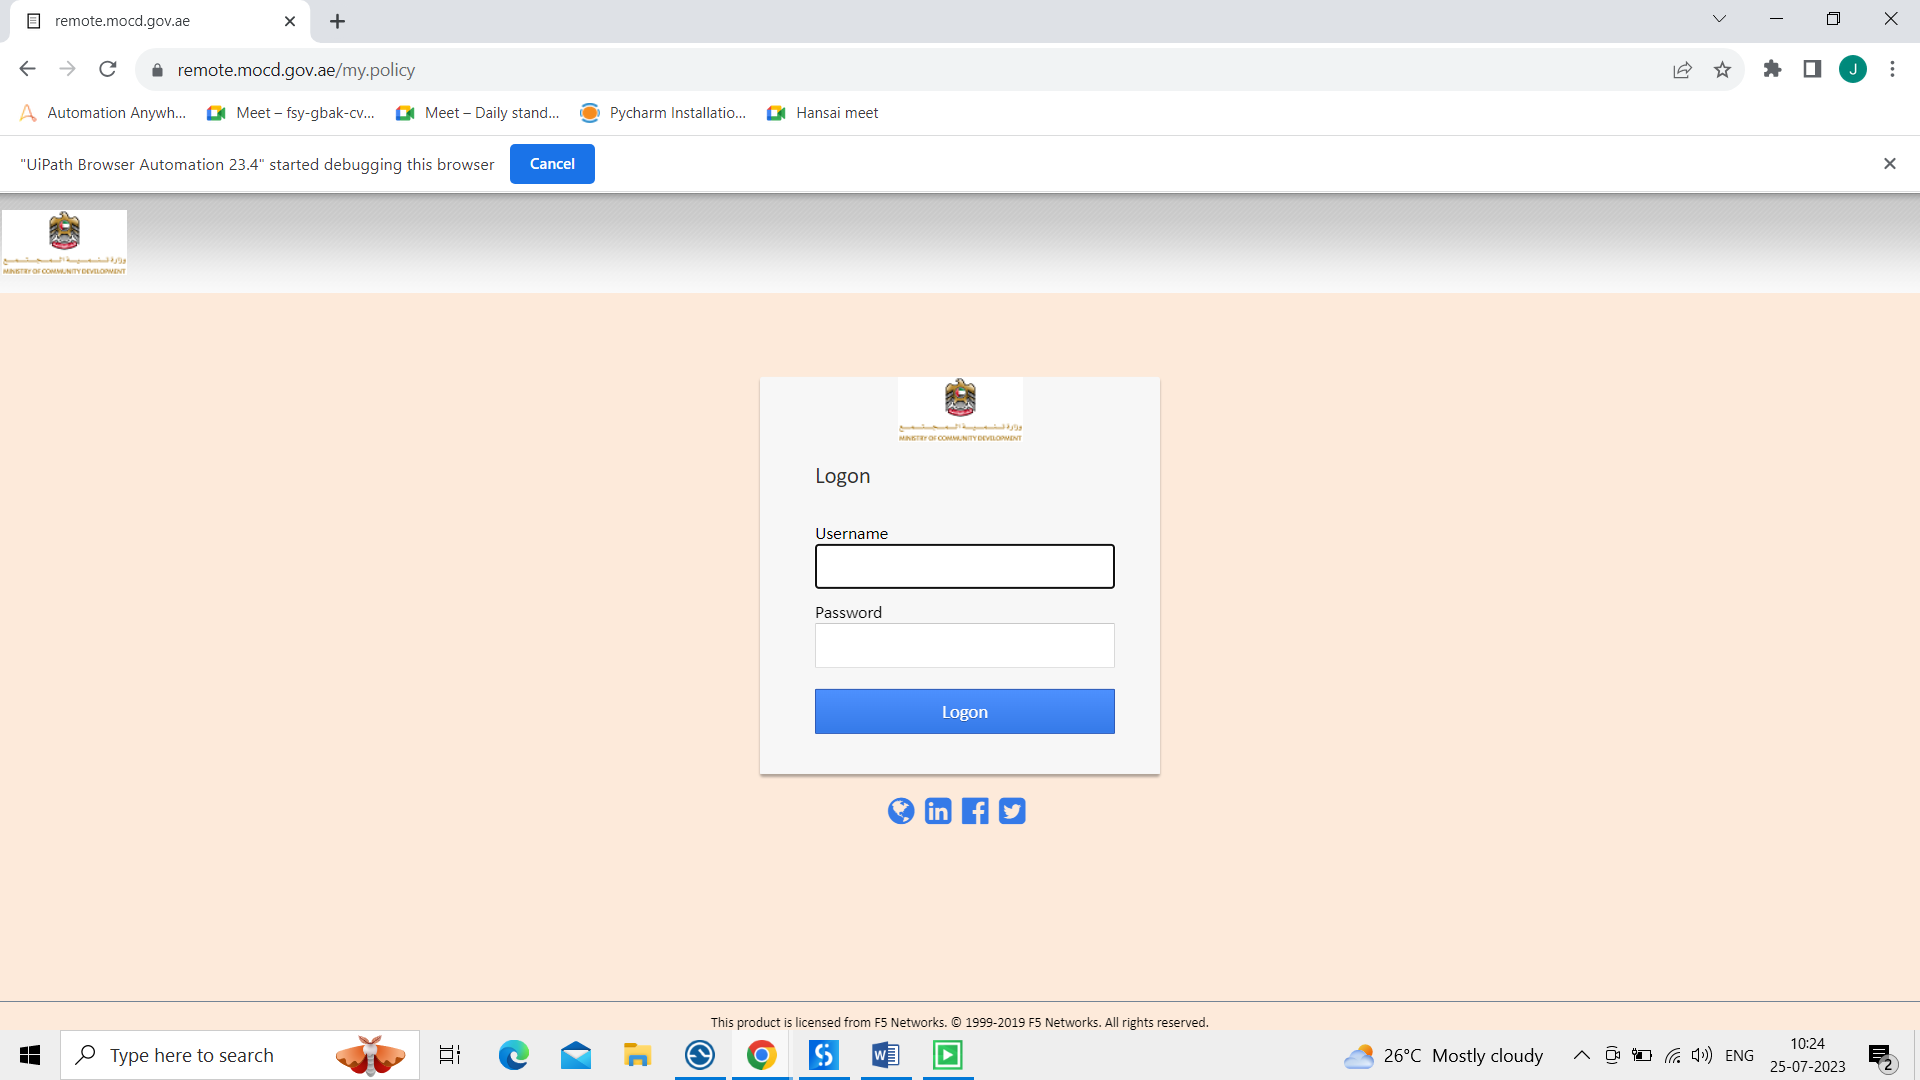 remote.mocd.gov.ae
remote.mocd.gov.ae/my.policy
J
Automation Anywh...
Meet – fsy-gbak-cv...
Meet – Daily stand...
Pycharm Installatio...
Hansai meet
"UiPath Browser Automation 23.4" started debugging this browser
Cancel
وزارة تنمية المجتمع
MINISTRY OF COMMUNITY DEVELOPMENT
وزارة تنمية المجتمع
MINISTRY OF COMMUNITY DEVELOPMENT
Logon
Username
Password
Logon
This product is licensed from F5 Networks. © 1999-2019 F5 Networks. All rights reserved.
Type here to search
26°C Mostly cloudy
ENG
10:24
25-07-2023
2